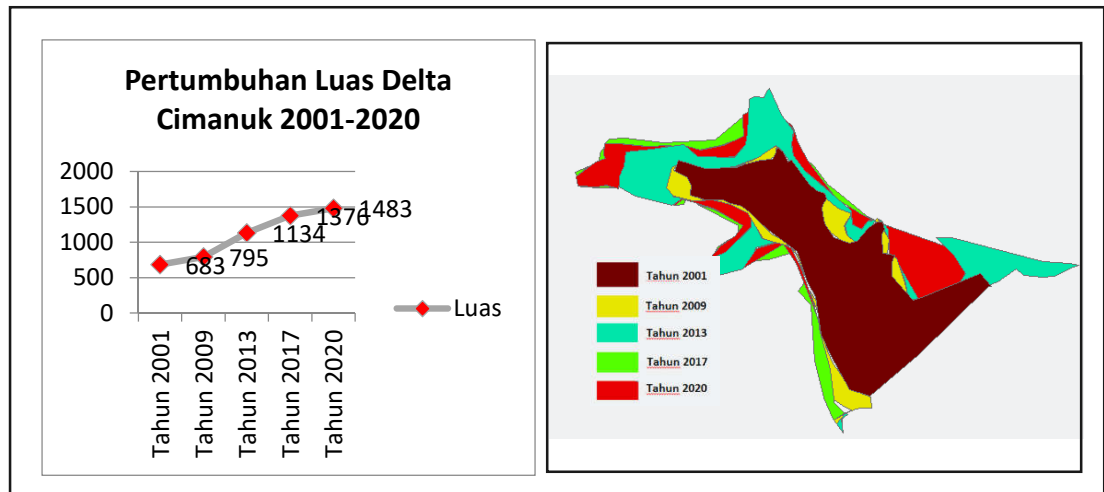 Pertumbuhan Luas Delta
Cimanuk 2001-2020
2000
1500
1000
500
0
683
795
1134
1376
1483
Luas
Tahun 2001
Tahun 2009
Tahun 2013
Tahun 2017
Tahun 2020
Tahun 2001
Tahun 2009
Tahun 2013
Tahun 2017
Tahun 2020